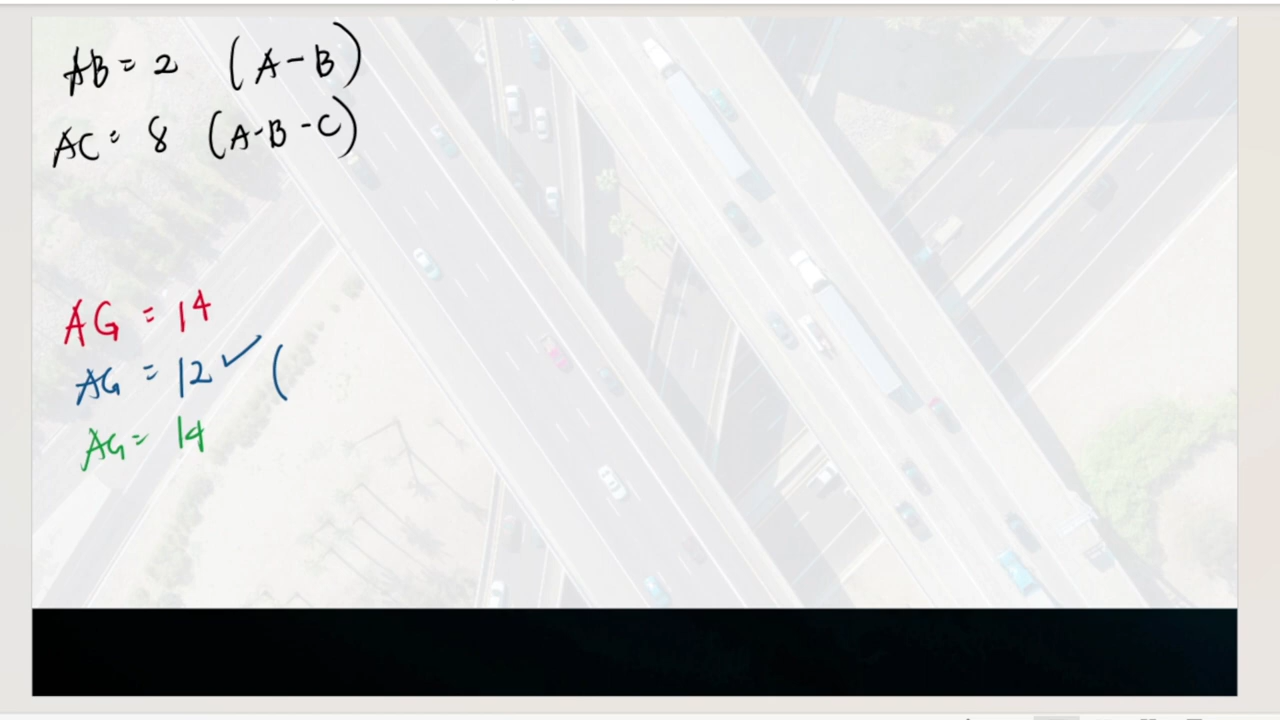 AB = 2 (A-B)
AC = 8 (A-B-C)
AG = 14
AG = 12 ✓ (
AG = 14